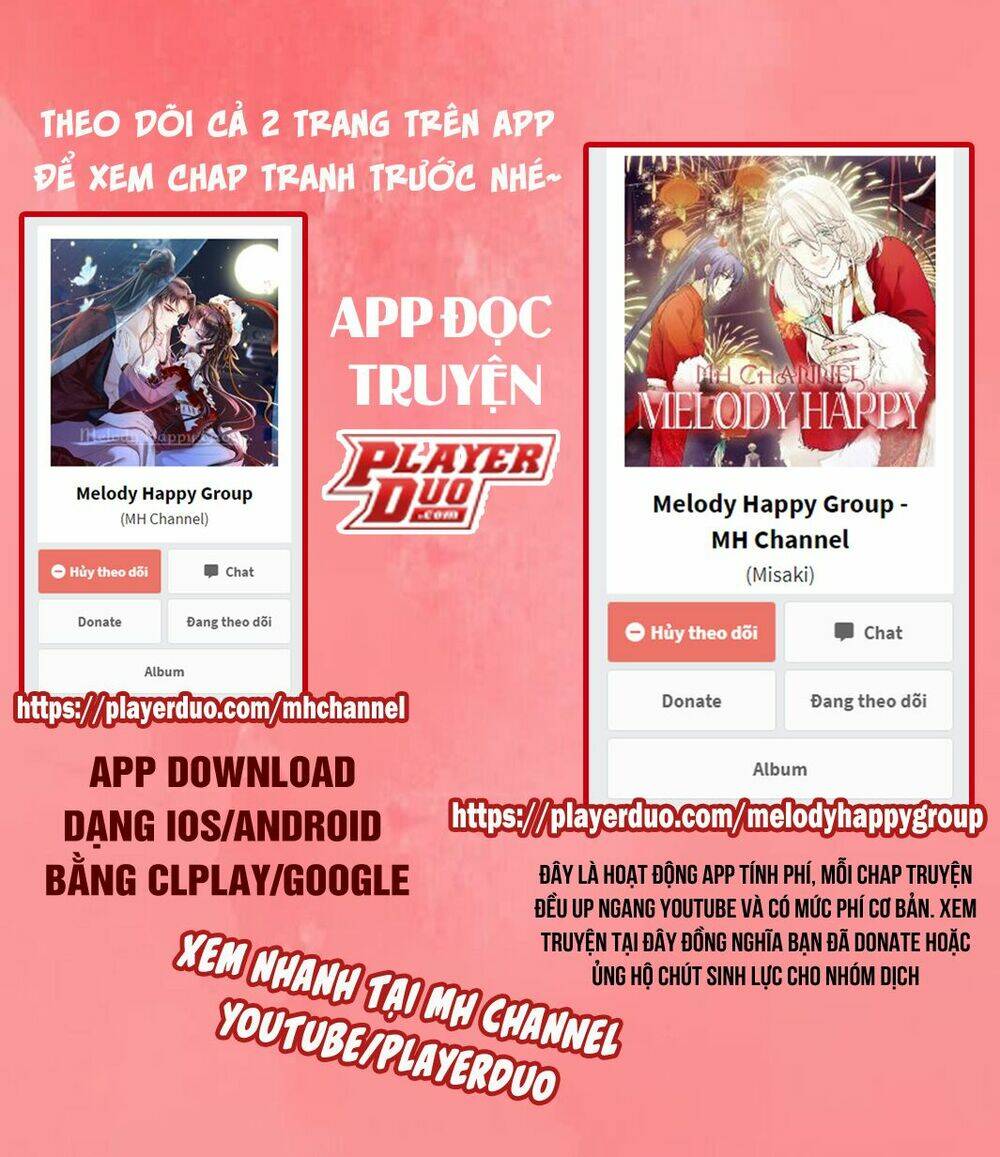 THEO DÕI CẢ 2 TRANG TRÊN APP
ĐỂ XEM CHAP TRANH TRƯỚC NHÉ~
Melody Happy Group
Melody Happy Group
(MH Channel)
Hủy theo dõi
Chat
Donate
Đang theo dõi
Album
https://playerduo.com/mhchannel
APP ĐỌC
TRUYỆN
PLAYER
DUO
.com
MH CHANNEL
MELODY HAPPY
Melody Happy Group -
MH Channel
(Misaki)
Hủy theo dõi
Chat
Donate
Đang theo dõi
Album
https://playerduo.com/melodyhappygroup
APP DOWNLOAD
DẠNG IOS/ANDROID
BẰNG CLPLAY/GOOGLE
ĐÂY LÀ HOẠT ĐỘNG APP TÍNH PHÍ, MỖI CHAP TRUYỆN
ĐỀU UP NGANG YOUTUBE VÀ CÓ MỨC PHÍ CƠ BẢN. XEM
TRUYỆN TẠI ĐÂY ĐỒNG NGHĨA BẠN ĐÃ DONATE HOẶC
ỦNG HỘ CHÚT SINH LỰC CHO NHÓM DỊCH
XEM NHANH TẠI MH CHANNEL
YOUTUBE/PLAYERDUO